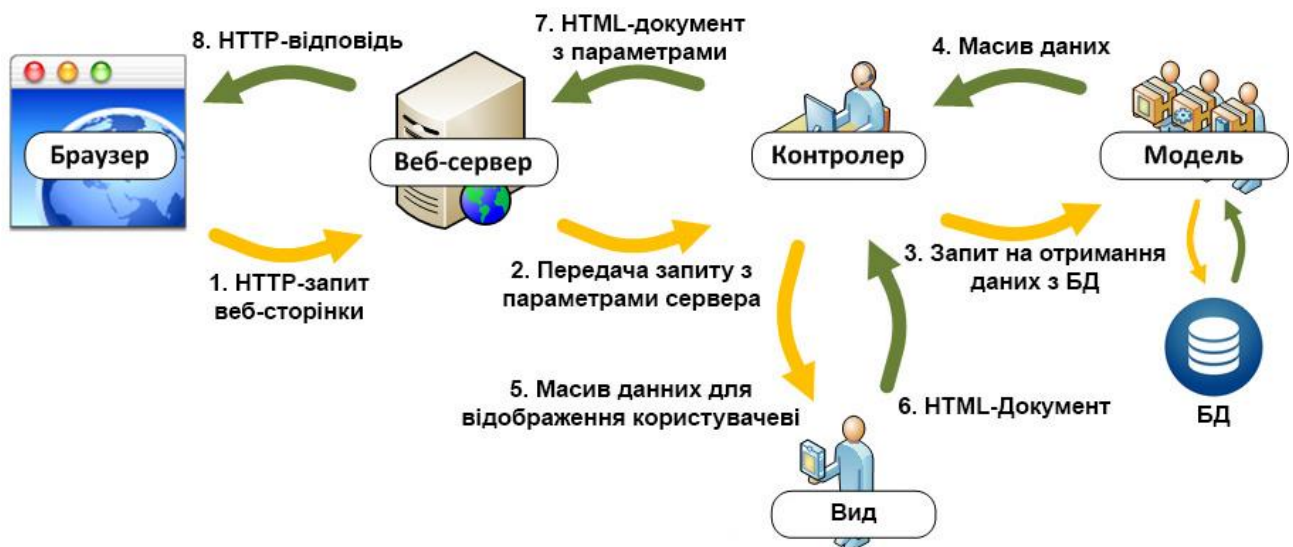 8. HTTP-відповідь
7. HTML-документ
з параметрами
4. Масив даних
Браузер
Веб-сервер
Контролер
Модель
1. HTTP-запит
веб-сторінки
2. Передача запиту з
параметрами сервера
3. Запит на отримання
даних з БД
5. Масив данних для
відображення користувачеві
6. HTML-Документ
БД
Вид